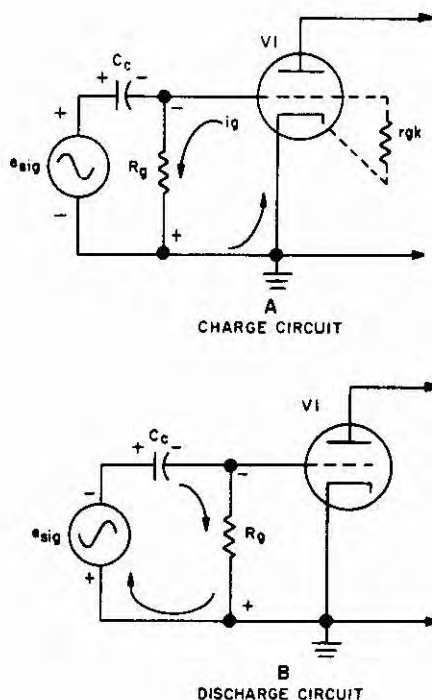 V1
Cc
+ -
+
-
esig
-
Rg
ig
rgk
+
-
A
CHARGE CIRCUIT
V1
Cc
+ -
-
-
esig
Rg
+
+
B
DISCHARGE CIRCUIT